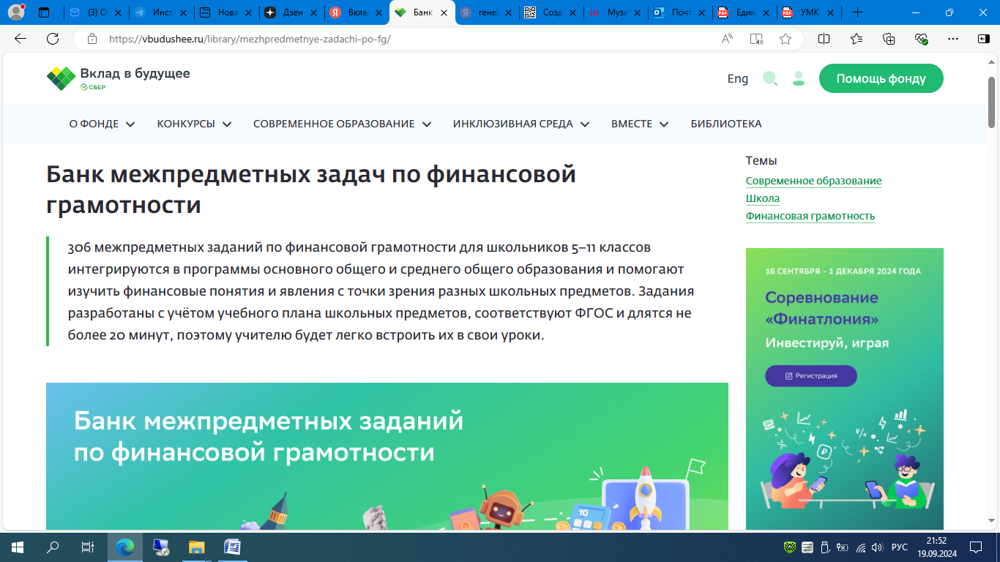 (3) О
Инст
Нова
Дзен
Вкла
Банк
генер
Созд
Музе
Почт
Един
УМК
https://vbudushee.ru/library/mezhpredmetnye-zadachi-po-fg/
Вклад в будущее
СБЕР
Eng
Помощь фонду
О ФОНДЕ
КОНКУРСЫ
СОВРЕМЕННОЕ ОБРАЗОВАНИЕ
ИНКЛЮЗИВНАЯ СРЕДА
ВМЕСТЕ
БИБЛИОТЕКА
Банк межпредметных задач по финансовой
грамотности
306 межпредметных заданий по финансовой грамотности для школьников 5–11 классов
интегрируются в программы основного общего и среднего общего образования и помогают
изучить финансовые понятия и явления с точки зрения разных школьных предметов. Задания
разработаны с учётом учебного плана школьных предметов, соответствуют ФГОС и длятся не
более 20 минут, поэтому учителю будет легко встроить их в свои уроки.
Банк межпредметных заданий
по финансовой грамотности
10
Темы
Современное образование
Школа
Финансовая грамотность
16 СЕНТЯБРЯ - 1 ДЕКАБРЯ 2024 ГОДА
Соревнование
«Финатлония»
Инвестируй, играя
Регистрация
РУС
21:52
19.09.2024